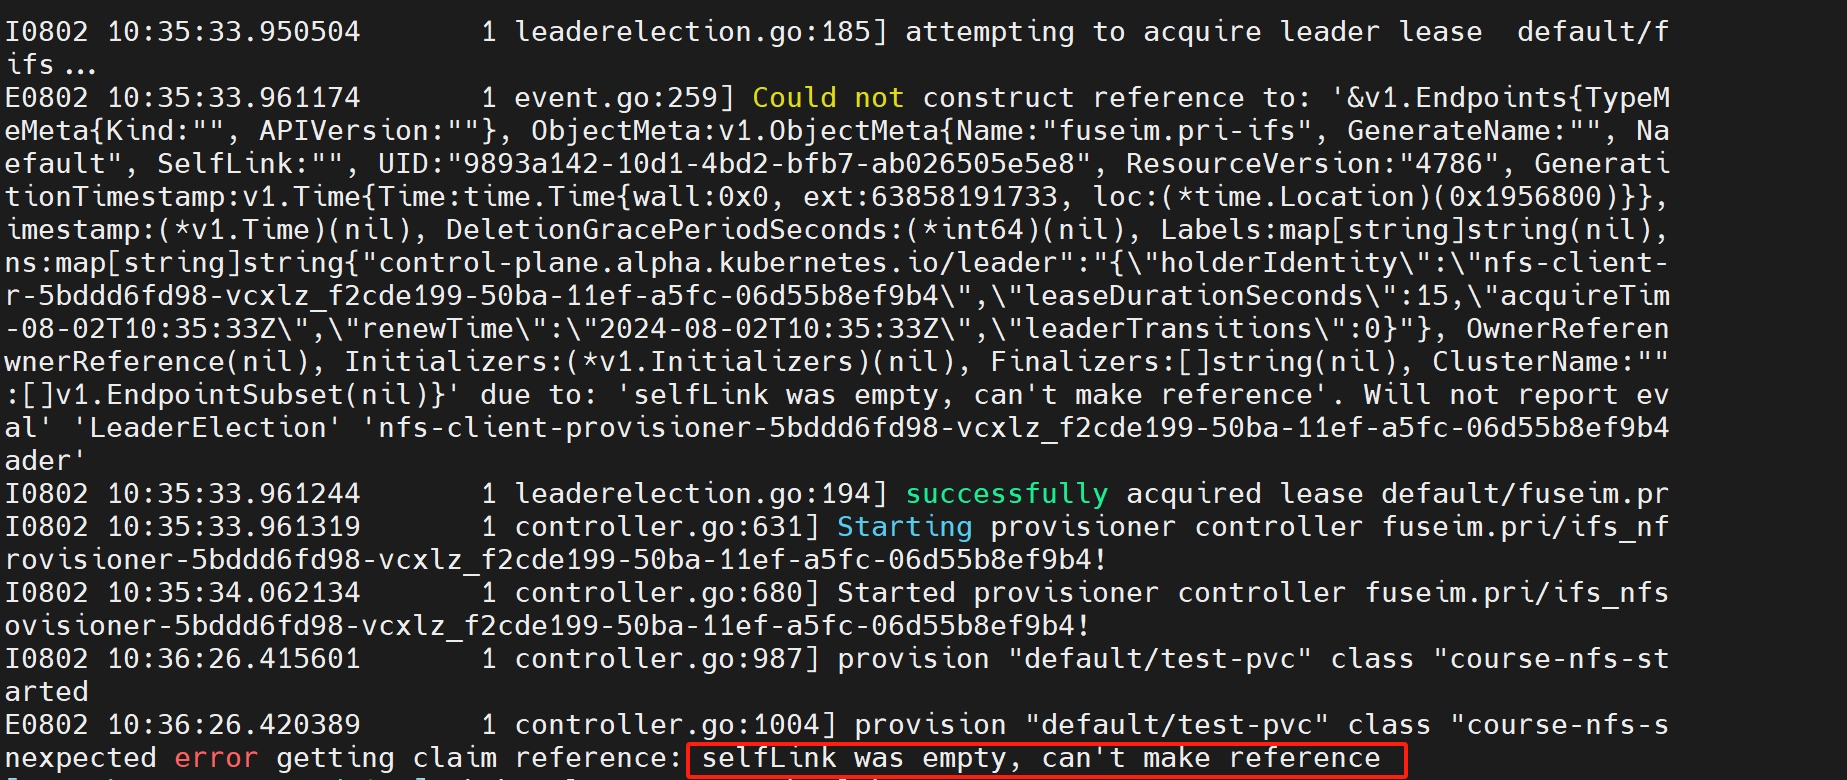 I0802 10:35:33.950504       1 leaderelection.go:185] attempting to acquire leader lease  default/f
ifs...
E0802 10:35:33.961174       1 event.go:259] Could not construct reference to: '&v1.Endpoints{TypeM
eMeta{Kind:"", APIVersion:""}, ObjectMeta:v1.ObjectMeta{Name:"fuseim.pri-ifs", GenerateName:"", Na
efault", SelfLink:"", UID:"9893a142-10d1-4bd2-bfb7-ab026505e5e8", ResourceVersion:"4786", Generati
tionTimestamp:v1.Time{Time:time.Time{wall:0x0, ext:63858191733, loc:(*time.Location)(0x1956800)}},
imestamp:(*v1.Time)(nil), DeletionGracePeriodSeconds:(*int64)(nil), Labels:map[string]string(nil),
ns:map[string]string{"control-plane.alpha.kubernetes.io/leader":"{\"holderIdentity\":\"nfs-client-
r-5bddd6fd98-vcxlz_f2cde199-50ba-11ef-a5fc-06d55b8ef9b4\",\"leaseDurationSeconds\":15,\"acquireTim
-08-02T10:35:33Z\",\"renewTime\":\"2024-08-02T10:35:33Z\",\"leaderTransitions\":0}"}, OwnerReferen
wnerReference(nil), Initializers:(*v1.Initializers)(nil), Finalizers:[]string(nil), ClusterName:""
:[]v1.EndpointSubset(nil)}' due to: 'selfLink was empty, can't make reference'. Will not report ev
al' 'LeaderElection' 'nfs-client-provisioner-5bddd6fd98-vcxlz_f2cde199-50ba-11ef-a5fc-06d55b8ef9b4
ader'
I0802 10:35:33.961244       1 leaderelection.go:194] successfully acquired lease default/fuseim.pr
I0802 10:35:33.961319       1 controller.go:631] Starting provisioner controller fuseim.pri/ifs_nf
rovisioner-5bddd6fd98-vcxlz_f2cde199-50ba-11ef-a5fc-06d55b8ef9b4!
I0802 10:35:34.062134       1 controller.go:680] Started provisioner controller fuseim.pri/ifs_nfs
ovisioner-5bddd6fd98-vcxlz_f2cde199-50ba-11ef-a5fc-06d55b8ef9b4!
I0802 10:36:26.415601       1 controller.go:987] provision "default/test-pvc" class "course-nfs-st
arted
E0802 10:36:26.420389       1 controller.go:1004] provision "default/test-pvc" class "course-nfs-s
nexpected error getting claim reference: selfLink was empty, can't make reference